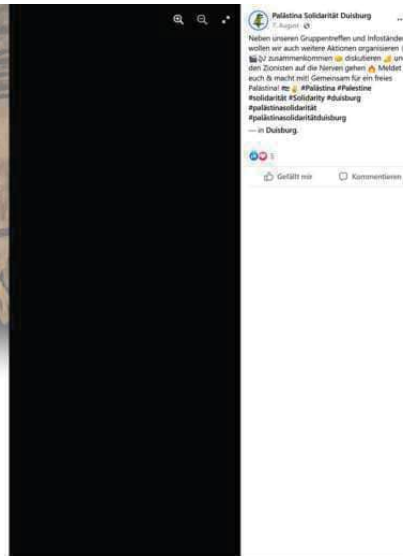 Palästina Solidarität Duisburg
7. August
Neben unseren Gruppentreffen und Infoständen
wollen wir auch weitere Aktionen organisieren
zusammenkommen diskutieren un
den Zionisten auf die Nerven gehen Meldet
euch & macht mit! Gemeinsam für ein freies
Palästina! #Palästina #Palestine
#solidarität #Solidarity #duisburg
#palästinasolidarität
#palästinasolidaritätduisburg
— in Duisburg.
5
Gefällt mir Kommentieren